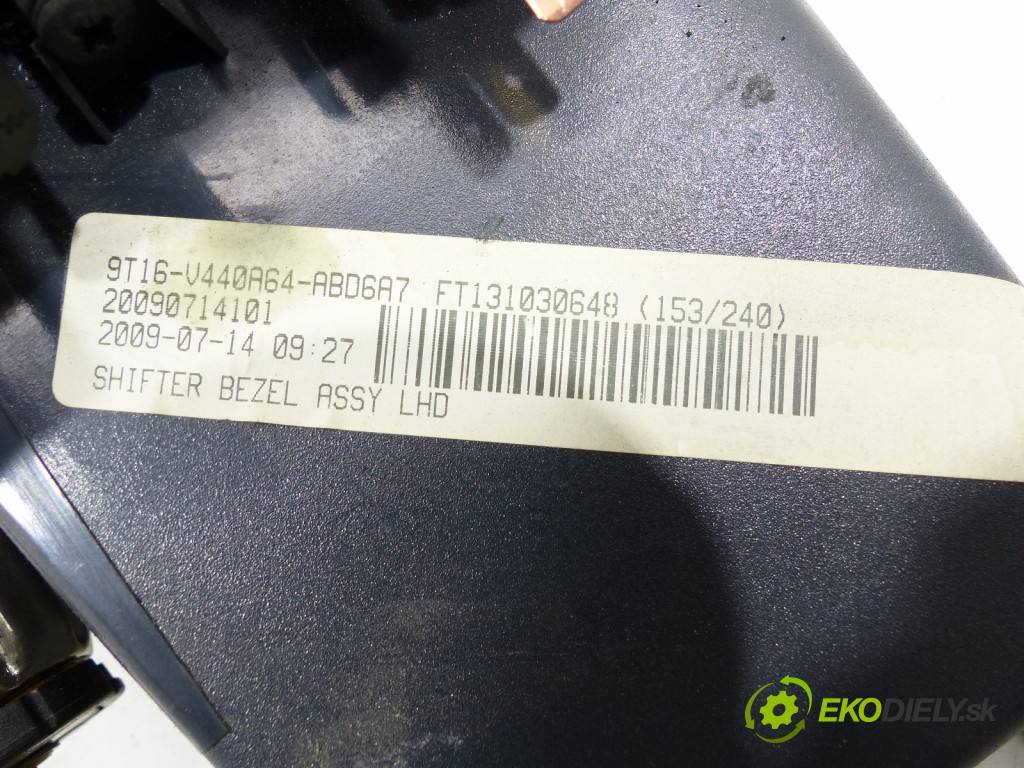 9T16-V440A64-ABD6A7 FT131030648 (153/240)
20090714101
2009-07-14 09:27
SHIFTER BEZEL ASSY LHD
EKODIELY.sk